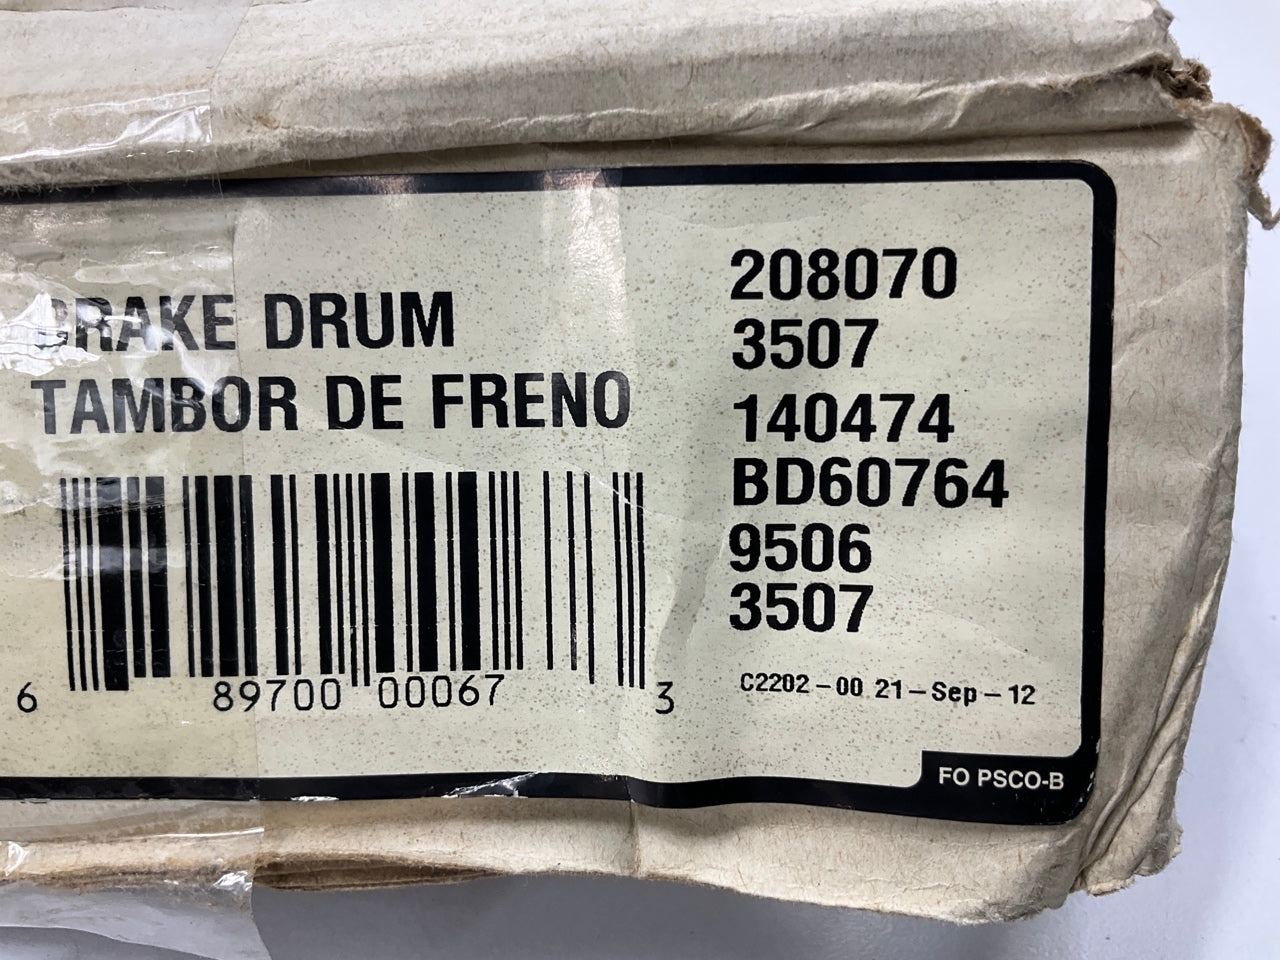 BRAKE DRUM
TAMBOR DE FRENO
6 89700 00067 3
208070
3507
140474
BD60764
9506
3507
C2202-00 21-Sep-12
FO PSCO-B